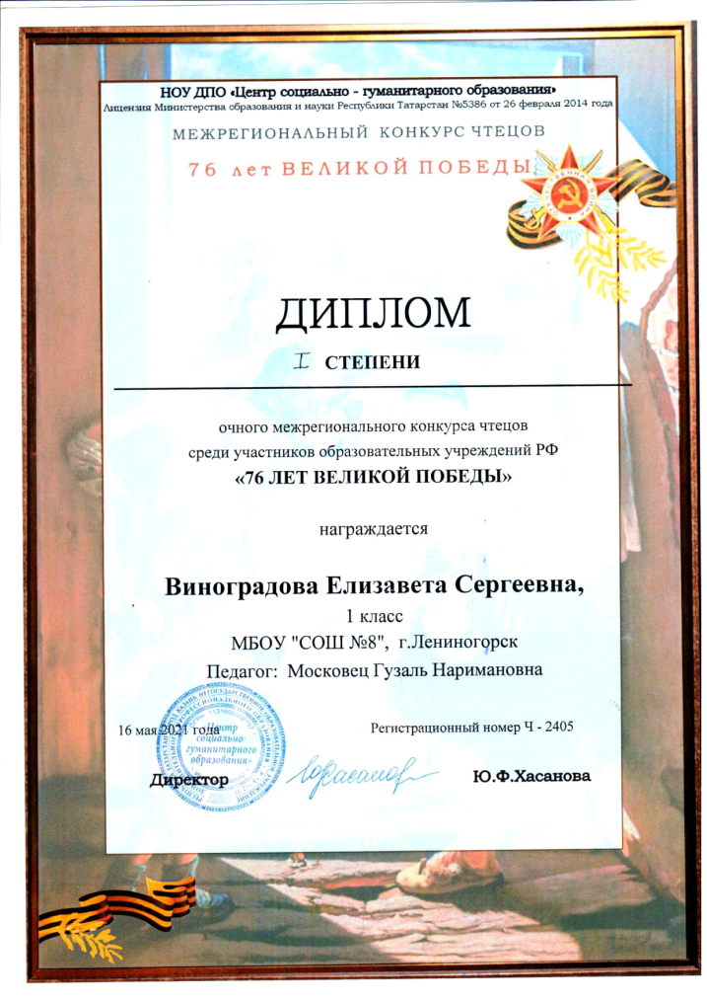 НОУ ДПО «Центр социально - гуманитарного образования»
Лицензия Министерства образования и науки Республики Татарстан №5386 от 26 февраля 2014 года
МЕЖРЕГИОНАЛЬНЫЙ КОНКУРС ЧТЕЦОВ
76 лет ВЕЛИКОЙ ПОБЕДЫ
ОТЕЧЕСТВЕННАЯ ВОЙНА
ДИПЛОМ
I СТЕПЕНИ
очного межрегионального конкурса чтецов
среди участников образовательных учреждений РФ
«76 ЛЕТ ВЕЛИКОЙ ПОБЕДЫ»
награждается
Виноградова Елизавета Сергеевна,
1 класс
МБОУ "СОШ №8", г.Лениногорск
Педагог: Московец Гузаль Наримановна
16 мая 2021 года
Регистрационный номер Ч - 2405
Центр
социально-
гуманитарного
образования»
Директор
Ю.Ф.Хасанова